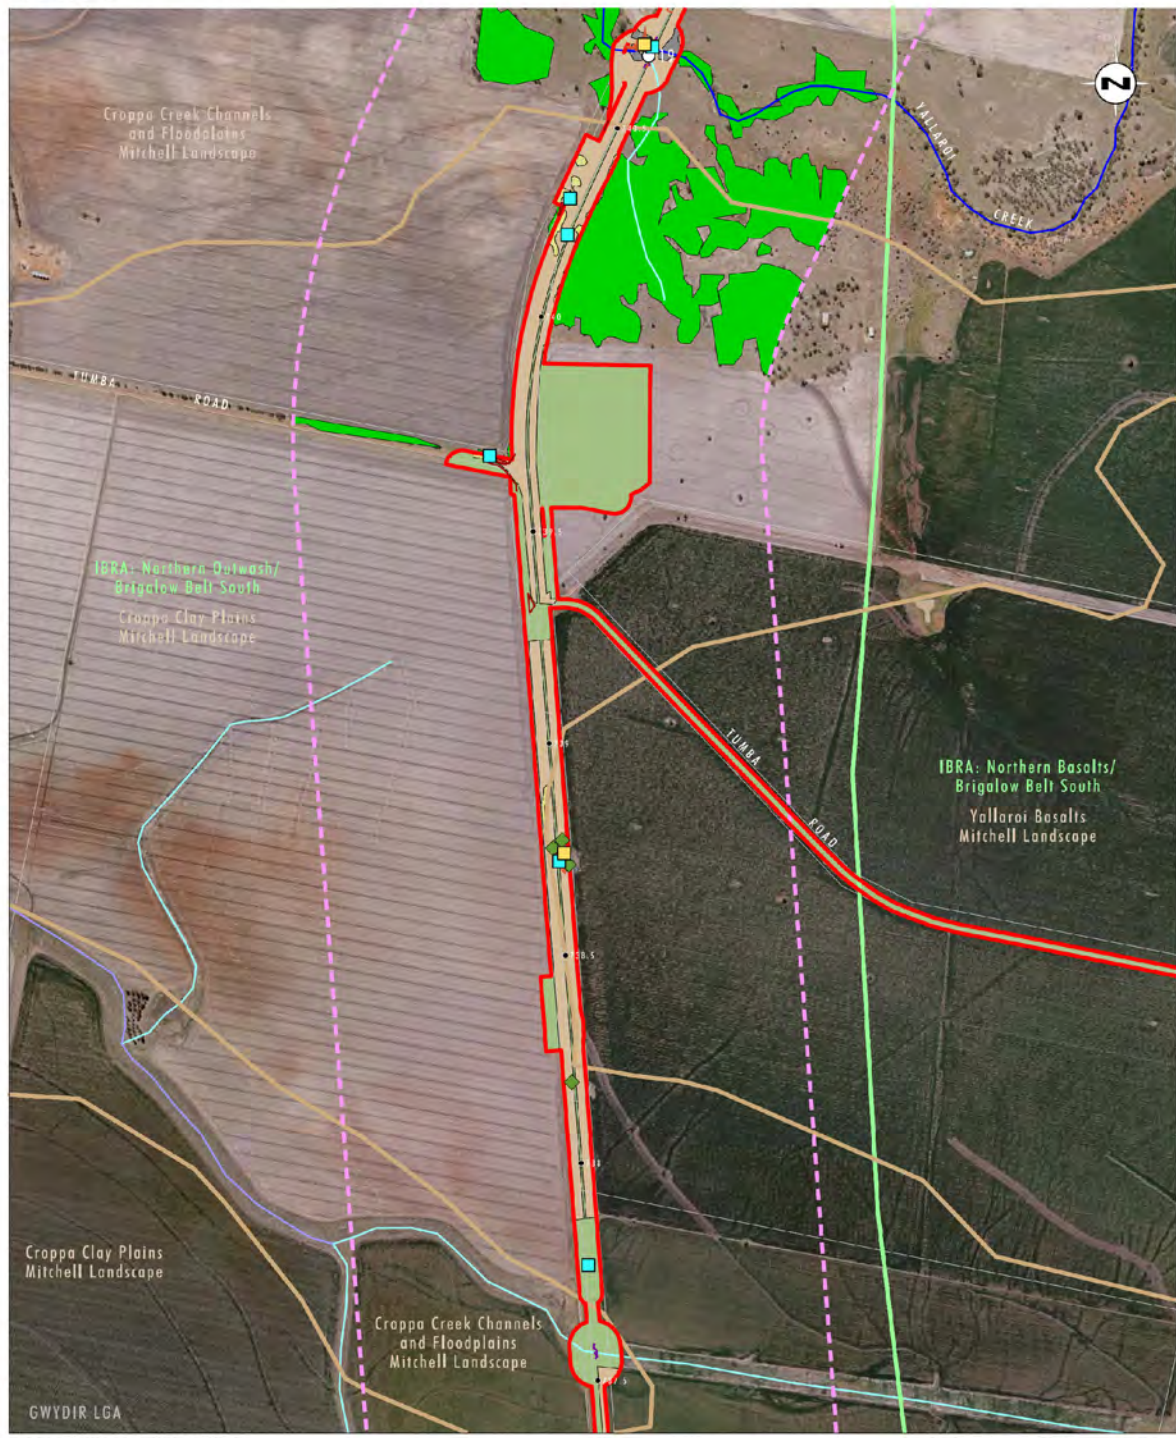 19
N
Croppa Creek Channels
and Floodplains
Mitchell Landscape
YALLAROI
CREEK
TUMBA
ROAD
IBRA: Northern Outwash/
Brigalow Belt South
Croppa Clay Plains
Mitchell Landscape
TUMBA
ROAD
IBRA: Northern Basalts/
Brigalow Belt South
Yallaroi Basalts
Mitchell Landscape
Croppa Clay Plains
Mitchell Landscape
Croppa Creek Channels
and Floodplains
Mitchell Landscape
GWYDIR LGA